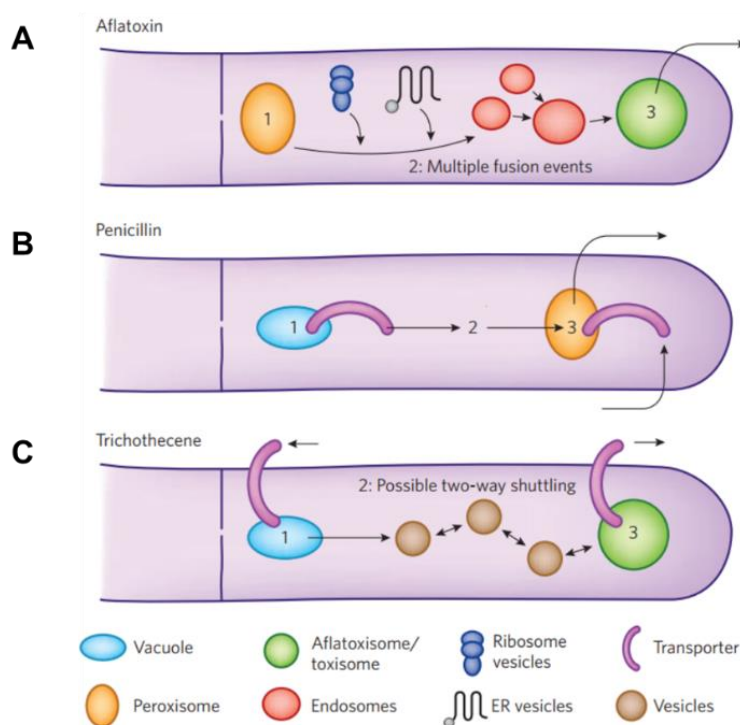 A
Aflatoxin
1
2: Multiple fusion events
3
B
Penicillin
1
2
3
C
Trichothecene
1
2: Possible two-way shuttling
3
Vacuole
Aflatoxisome/
toxisome
Ribosome
vesicles
Transporter
Peroxisome
Endosomes
ER vesicles
Vesicles